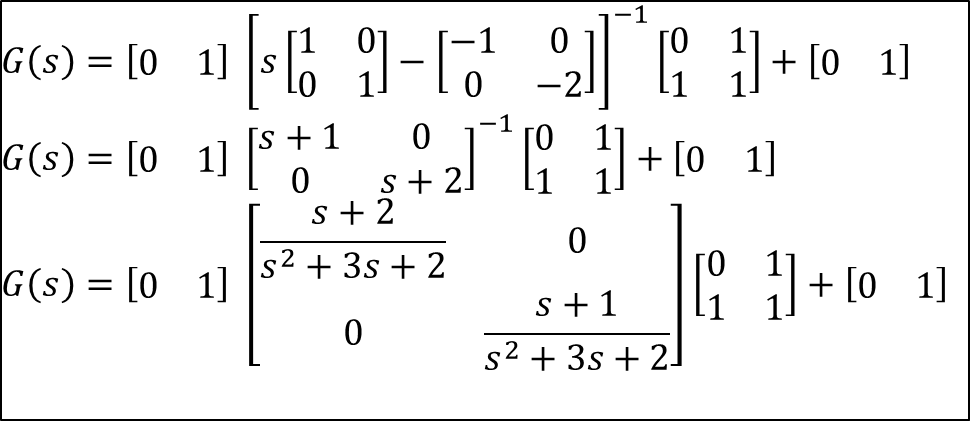 G(s) = [0 1] [s [1 0; 0 1] − [−1 0; 0 −2]]⁻¹ [0 1; 1 1] + [0 1]
G(s) = [0 1] [s + 1 0; 0 s + 2]⁻¹ [0 1; 1 1] + [0 1]
G(s) = [0 1] [(s + 2)/(s² + 3s + 2) 0; 0 (s + 1)/(s² + 3s + 2)] [0 1; 1 1] + [0 1]